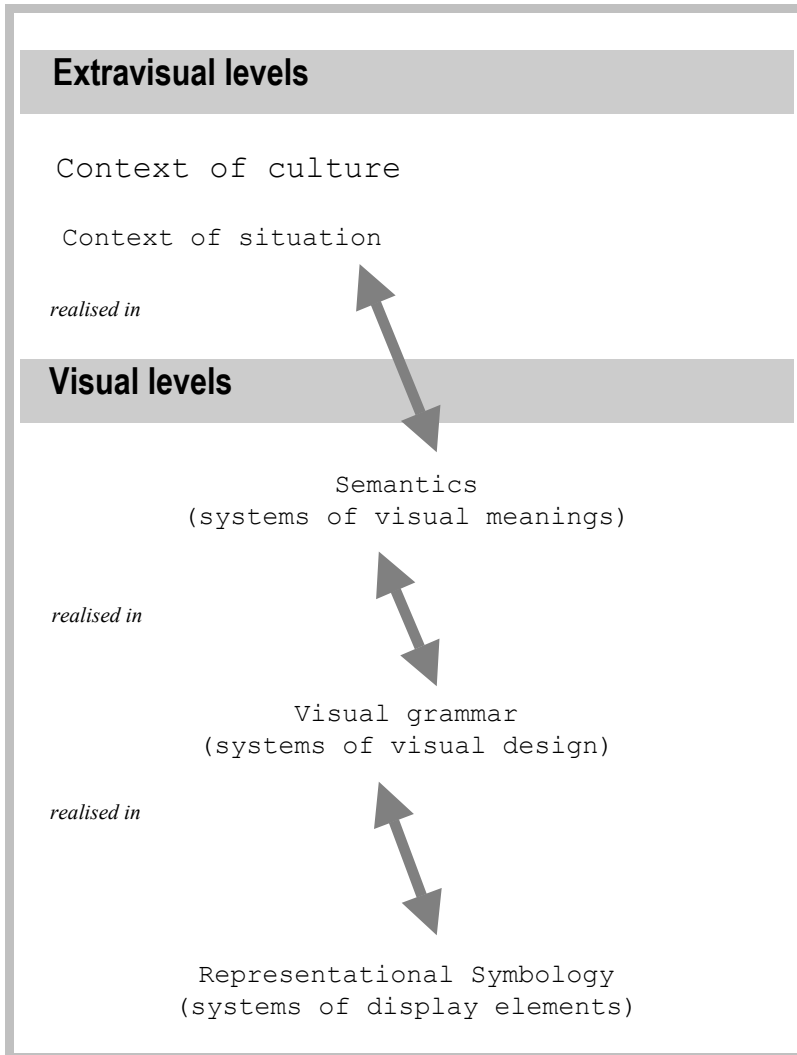 Extravisual levels
Context of culture
Context of situation
realised in
Visual levels
Semantics
(systems of visual meanings)
realised in
Visual grammar
(systems of visual design)
realised in
Representational Symbology
(systems of display elements)